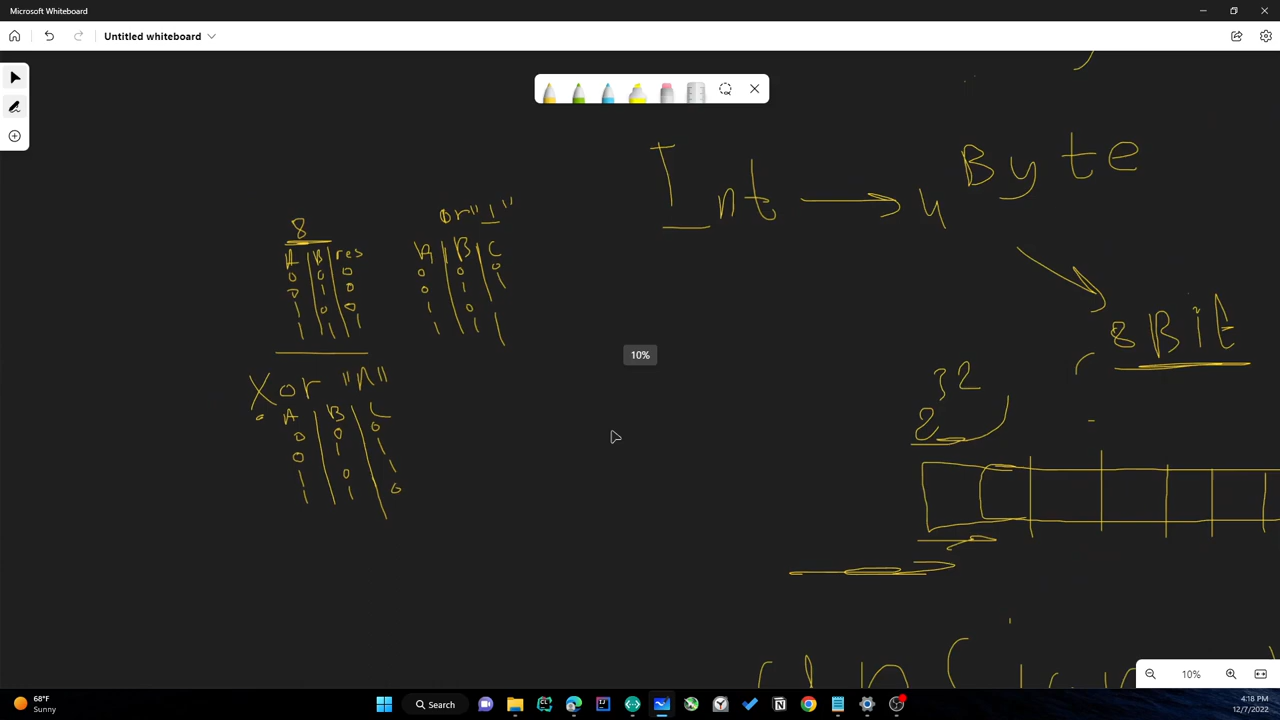 Microsoft Whiteboard
Untitled whiteboard
Int → 4 Byte
8 Bit
2^32
8
A B res
0 0 0
0 1 0
1 0 0
1 1 1
or "1"
A B C
0 0 0
0 1 1
1 0 1
1 1 1
Xor "^"
A B C
0 0 0
0 1 1
1 0 1
1 1 0
10%
10%
68°F
Sunny
Search
4:18 PM
12/7/2022